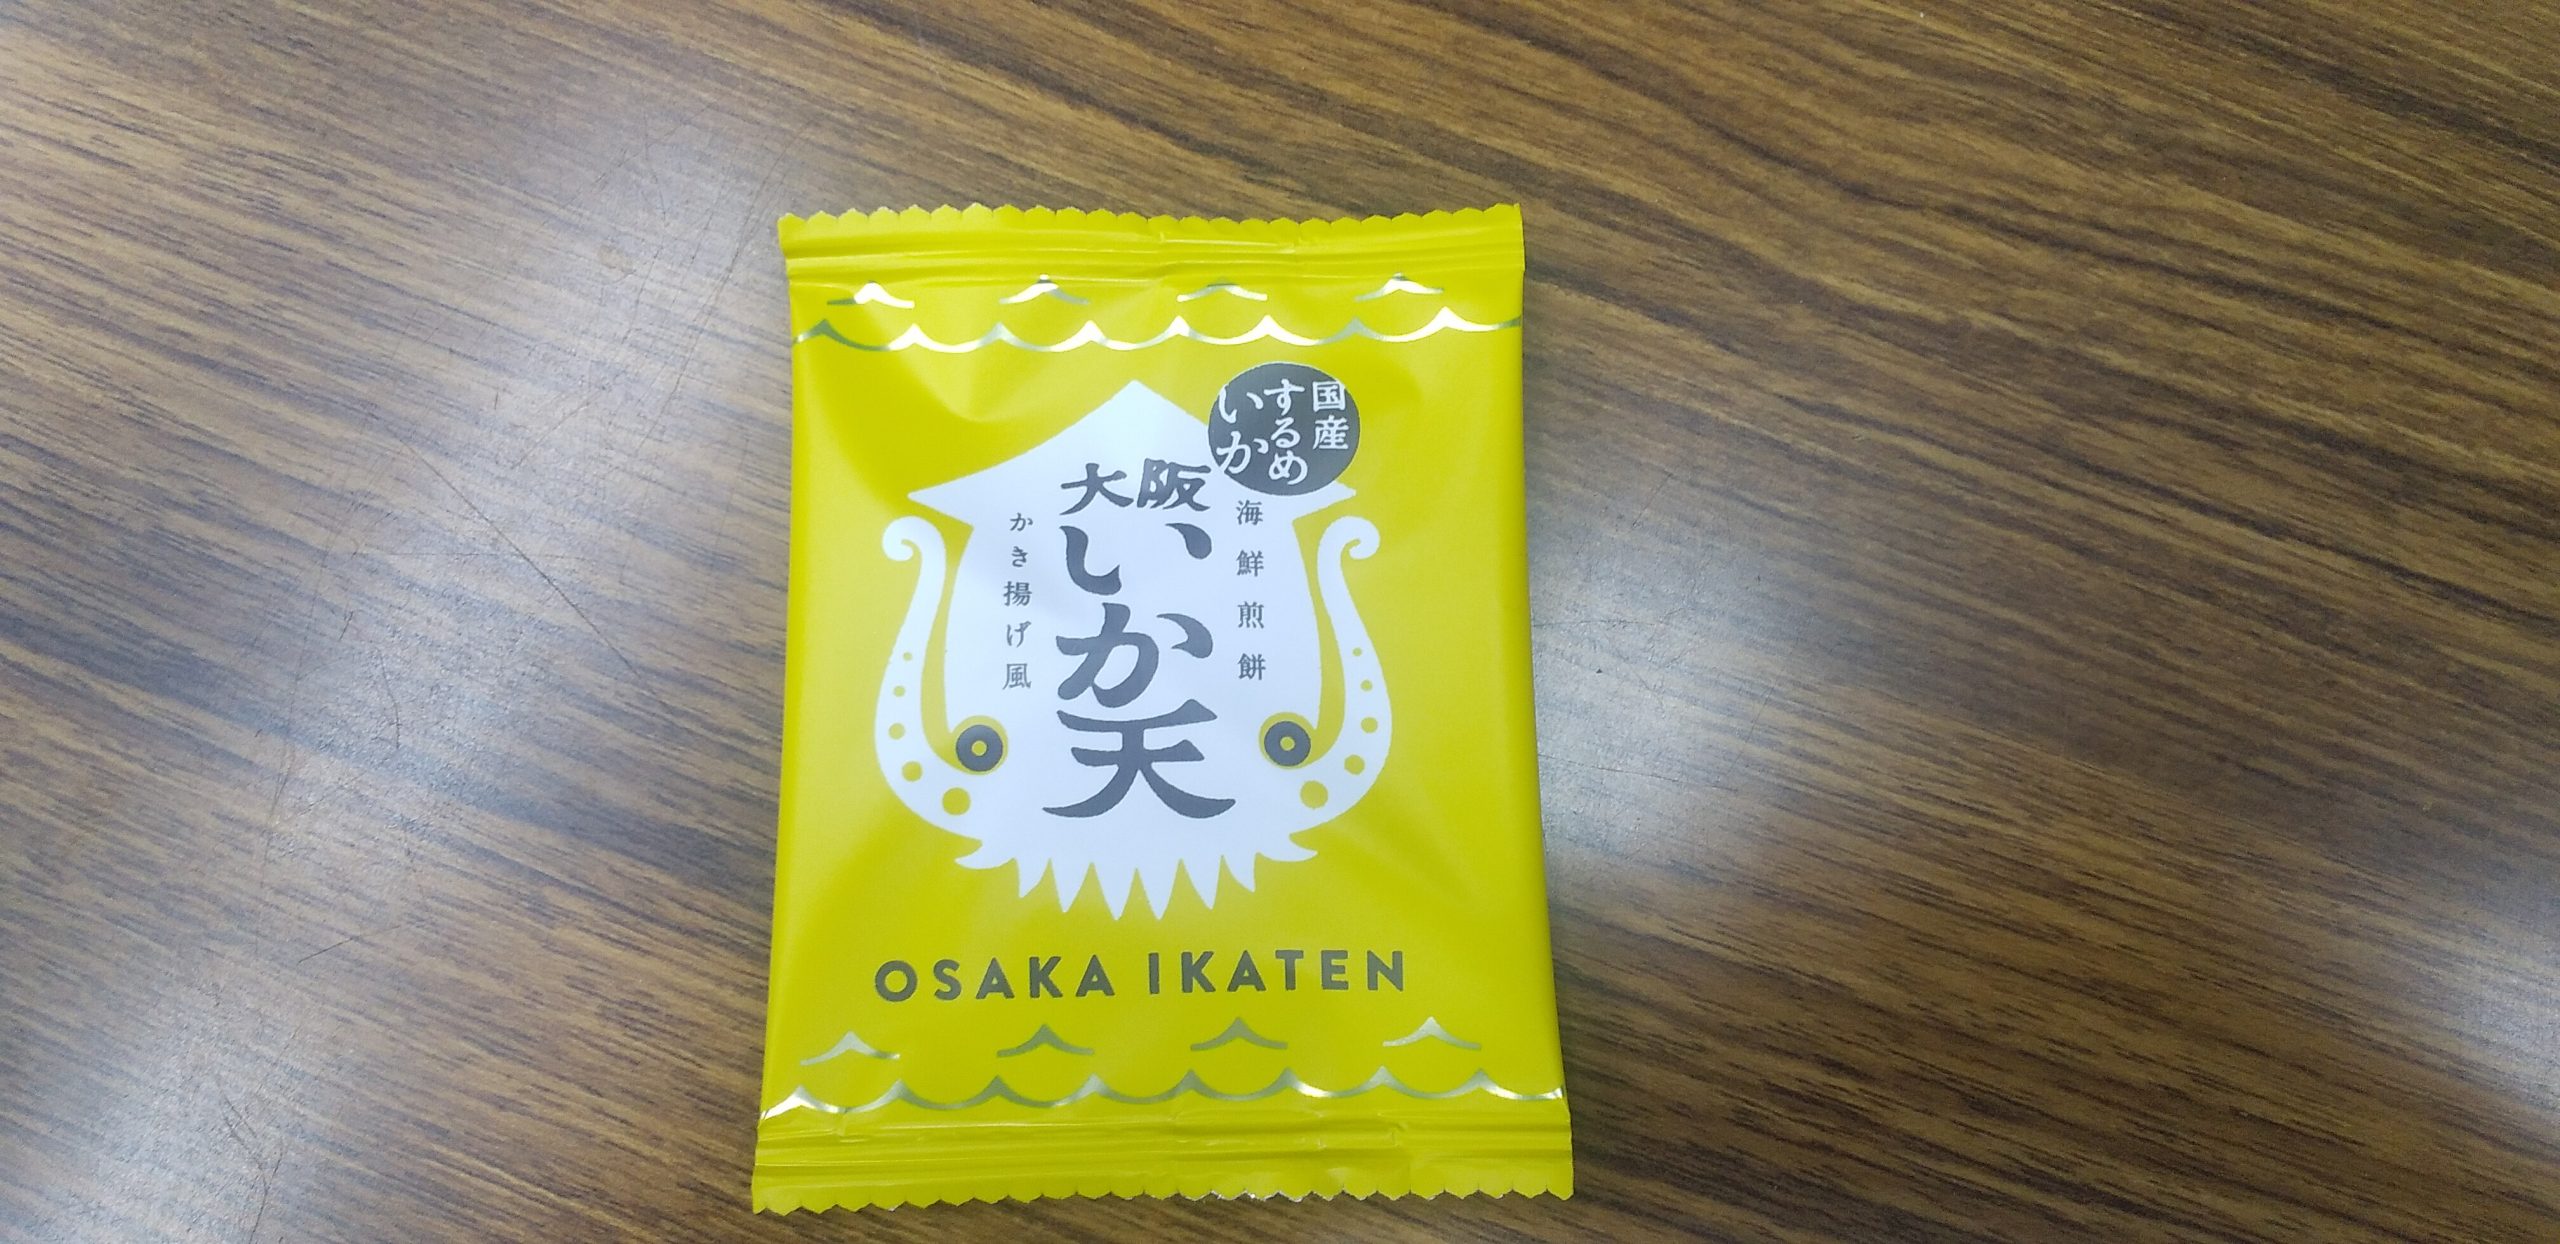 国産
するめ
いか
海鮮煎餅
大阪
いか天
かき揚げ風
OSAKA IKATEN